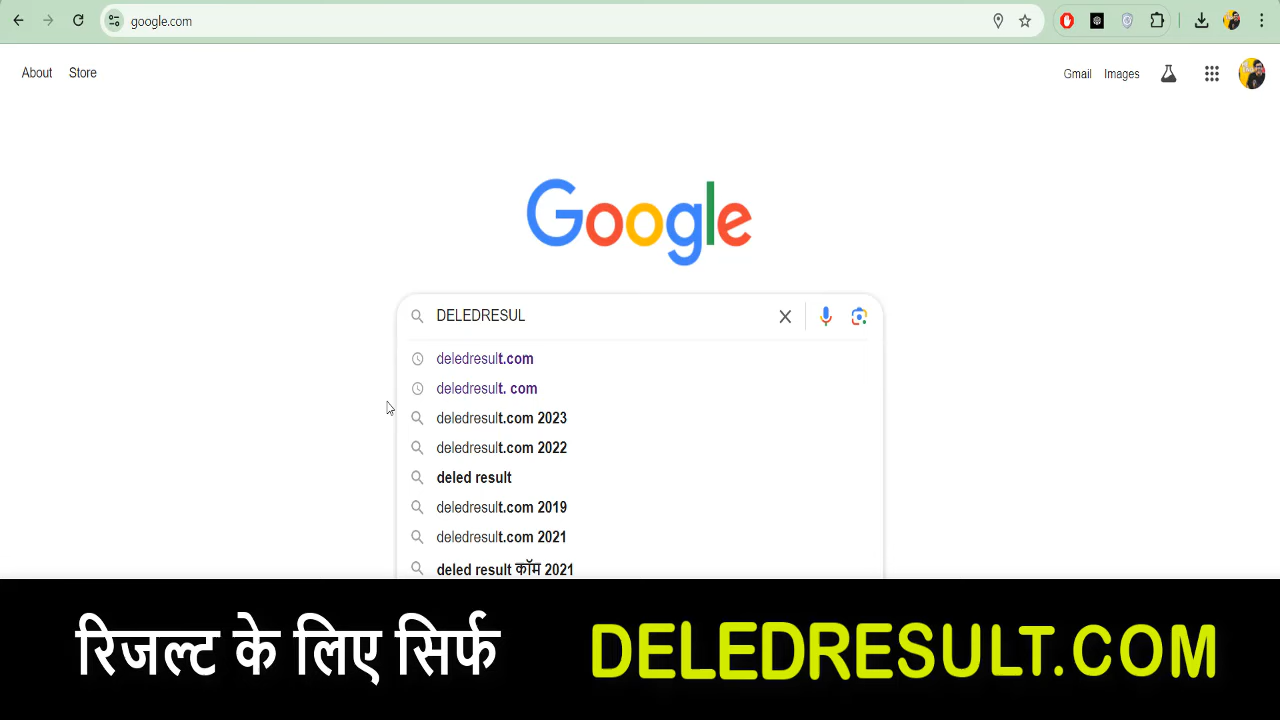 google.com
About Store
Gmail Images
Google
DELEDRESUL
deledresult.com
deledresult. com
deledresult.com 2023
deledresult.com 2022
deled result
deledresult.com 2019
deledresult.com 2021
deled result कॉम 2021
रिजल्ट के लिए सिर्फ DELEDRESULT.COM